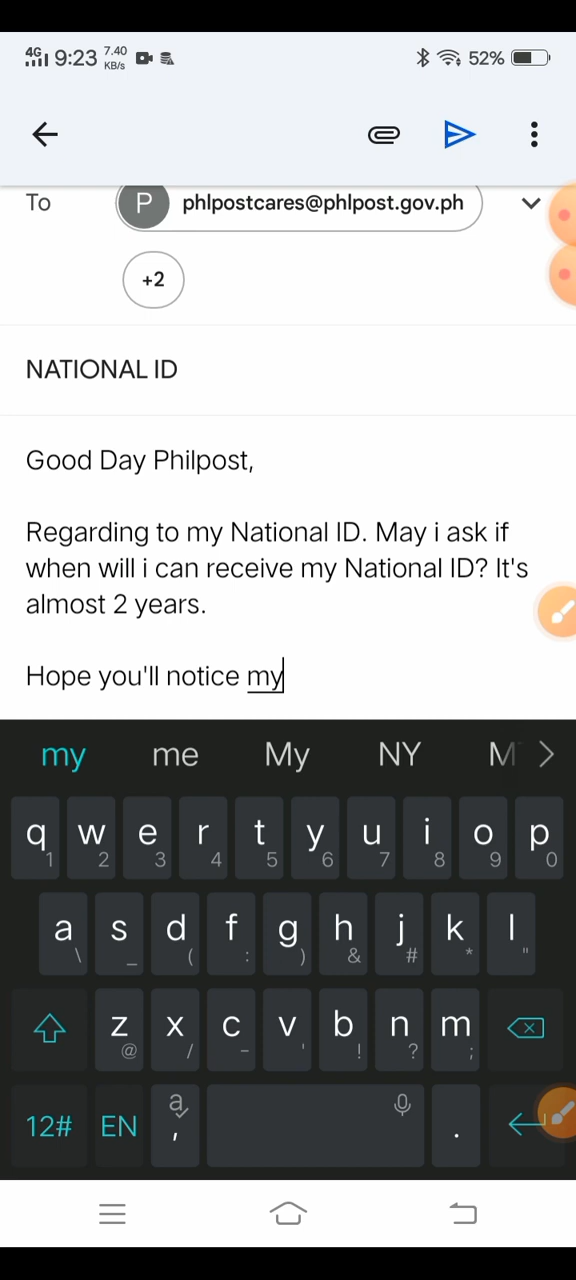 4G 9:23 7.40 KB/s 52%
To P phlpostcares@phlpost.gov.ph
+2
NATIONAL ID
Good Day Philpost,
Regarding to my National ID. May i ask if
when will i can receive my National ID? It's
almost 2 years.
Hope you'll notice my
my me My NY M
q w e r t y u i o p
1 2 3 4 5 6 7 8 9 0
a s d f g h j k l
\ _ ( : ) & # * "
z x c v b n m
@ / - ' ! ? ;
12# EN a , .